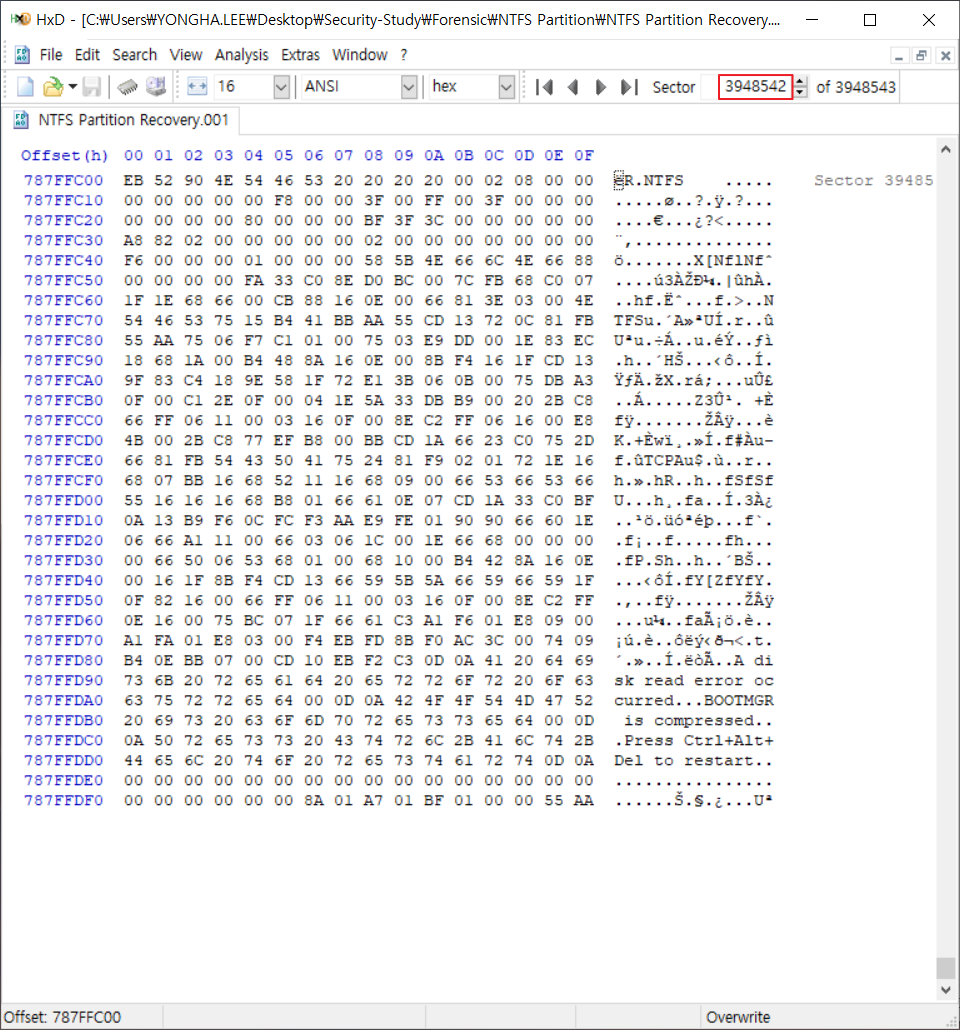 HxD - [C:₩Users₩YONGHA.LEE₩Desktop₩Security-Study₩Forensic₩NTFS Partition₩NTFS Partition Recovery....
File Edit Search View Analysis Extras Window ?
16 ANSI hex Sector 3948542 of 3948543
NTFS Partition Recovery.001
Offset(h) 00 01 02 03 04 05 06 07 08 09 0A 0B 0C 0D 0E 0F
787FFC00 EB 52 90 4E 54 46 53 20 20 20 20 00 02 08 00 00 ëR.NTFS    ..... Sector 39485
787FFC10 00 00 00 00 00 F8 00 00 3F 00 FF 00 3F 00 00 00 .....ø..?.ÿ.?...
787FFC20 00 00 00 00 80 00 00 00 BF 3F 3C 00 00 00 00 00 ....€...¿?<.....
787FFC30 A8 82 02 00 00 00 00 00 02 00 00 00 00 00 00 00 ¨‚..............
787FFC40 F6 00 00 00 01 00 00 00 58 5B 4E 66 6C 4E 66 88 ö.......X[NflNfˆ
787FFC50 00 00 00 00 FA 33 C0 8E D0 BC 00 7C FB 68 C0 07 ....ú3ÀŽÐ¼.|ûhÀ.
787FFC60 1F 1E 68 66 00 CB 88 16 0E 00 66 81 3E 03 00 4E ..hf.Ëˆ...f.>..N
787FFC70 54 46 53 75 15 B4 41 BB AA 55 CD 13 72 0C 81 FB TFSu.´A»ªUÍ.r..û
787FFC80 55 AA 75 06 F7 C1 01 00 75 03 E9 DD 00 1E 83 EC Uªu.÷Á..u.éÝ..ƒì
787FFC90 18 68 1A 00 B4 48 8A 16 0E 00 8B F4 16 1F CD 13 .h..´HŠ...‹ô..Í.
787FFCA0 9F 83 C4 18 9E 58 1F 72 E1 3B 06 0B 00 75 DB A3 ŸƒÄ.žX.rá;...uÛ£
787FFCB0 0F 00 C1 2E 0F 00 04 1E 5A 33 DB B9 00 20 2B C8 ..Á.....Z3Û¹. +È
787FFCC0 66 FF 06 11 00 03 16 0F 00 8E C2 FF 06 16 00 E8 fÿ.......ŽÂÿ...è
787FFCD0 4B 00 2B C8 77 EF B8 00 BB CD 1A 66 23 C0 75 2D K.+Èwï¸.»Í.f#Àu-
787FFCE0 66 81 FB 54 43 50 41 75 24 81 F9 02 01 72 1E 16 f.ûTCPAu$.ù..r..
787FFCF0 68 07 BB 16 68 52 11 16 68 09 00 66 53 66 53 66 h.».hR..h..fSfSf
787FFD00 55 16 16 16 68 B8 01 66 61 0E 07 CD 1A 33 C0 BF U...h¸.fa..Í.3À¿
787FFD10 0A 13 B9 F6 0C FC F3 AA E9 FE 01 90 90 66 60 1E ..¹ö.üóªéþ...f`.
787FFD20 06 66 A1 11 00 66 03 06 1C 00 1E 66 68 00 00 00 .f¡..f.....fh...
787FFD30 00 66 50 06 53 68 01 00 68 10 00 B4 42 8A 16 0E .fP.Sh..h..´BŠ..
787FFD40 00 16 1F 8B F4 CD 13 66 59 5B 5A 66 59 66 59 1F ...‹ôÍ.fY[ZfYfY.
787FFD50 0F 82 16 00 66 FF 06 11 00 03 16 0F 00 8E C2 FF .‚..fÿ.......ŽÂÿ
787FFD60 0E 16 00 75 BC 07 1F 66 61 C3 A1 F6 01 E8 09 00 ...u¼..faÃ¡ö.è..
787FFD70 A1 FA 01 E8 03 00 F4 EB FD 8B F0 AC 3C 00 74 09 ¡ú.è..ôëý‹ð¬<.t.
787FFD80 B4 0E BB 07 00 CD 10 EB F2 C3 0D 0A 41 20 64 69 ´.»..Í.ëòÃ..A di
787FFD90 73 6B 20 72 65 61 64 20 65 72 72 6F 72 20 6F 63 sk read error oc
787FFDA0 63 75 72 72 65 64 00 0D 0A 42 4F 4F 54 4D 47 52 curred...BOOTMGR
787FFDB0 20 69 73 20 63 6F 6D 70 72 65 73 73 65 64 00 0D  is compressed..
787FFDC0 0A 50 72 65 73 73 20 43 74 72 6C 2B 41 6C 74 2B .Press Ctrl+Alt+
787FFDD0 44 65 6C 20 74 6F 20 72 65 73 74 61 72 74 0D 0A Del to restart..
787FFDE0 00 00 00 00 00 00 00 00 00 00 00 00 00 00 00 00 ................
787FFDF0 00 00 00 00 00 00 8A 01 A7 01 BF 01 00 00 55 AA ......Š.§.¿...Uª
Offset: 787FFC00 Overwrite